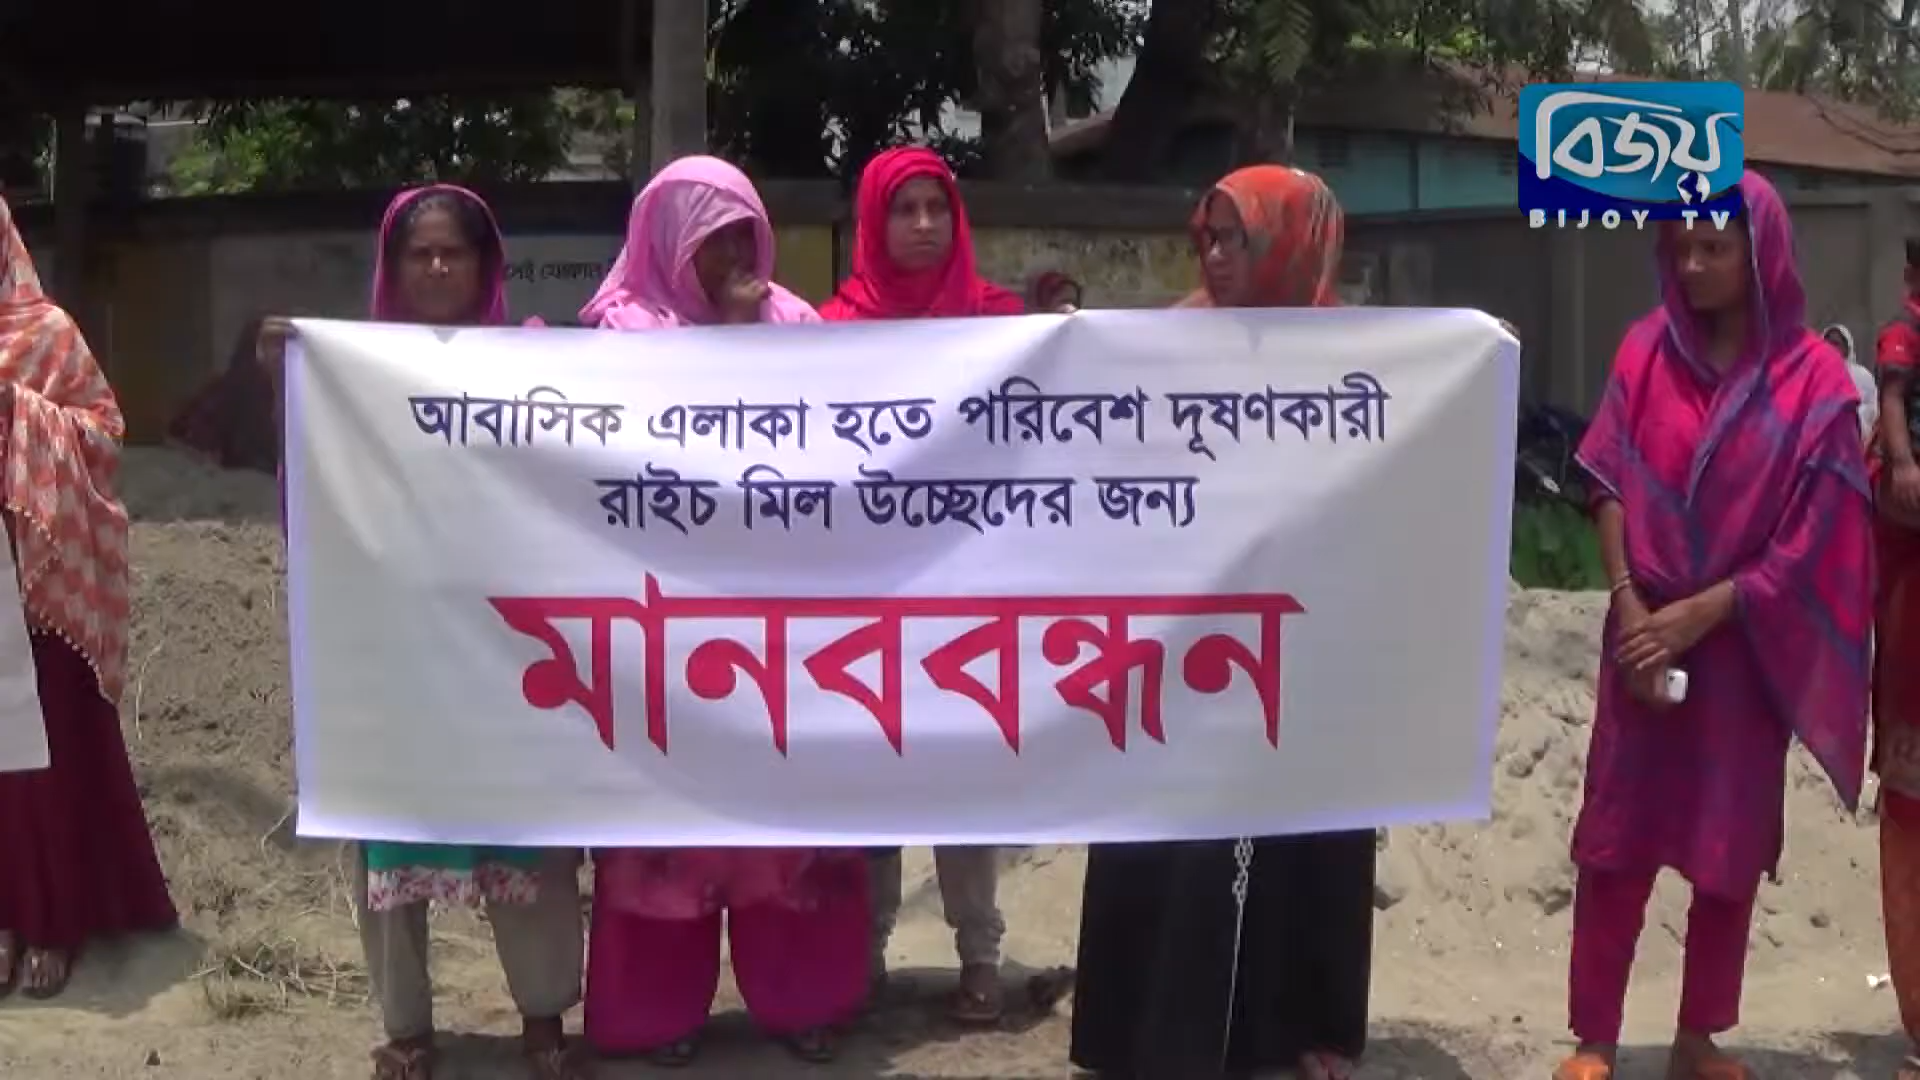 বিজয়
BIJOY TV
সেই
আবাসিক এলাকা হতে পরিবেশ দূষণকারী
রাইচ মিল উচ্ছেদের জন্য
মানববন্ধন